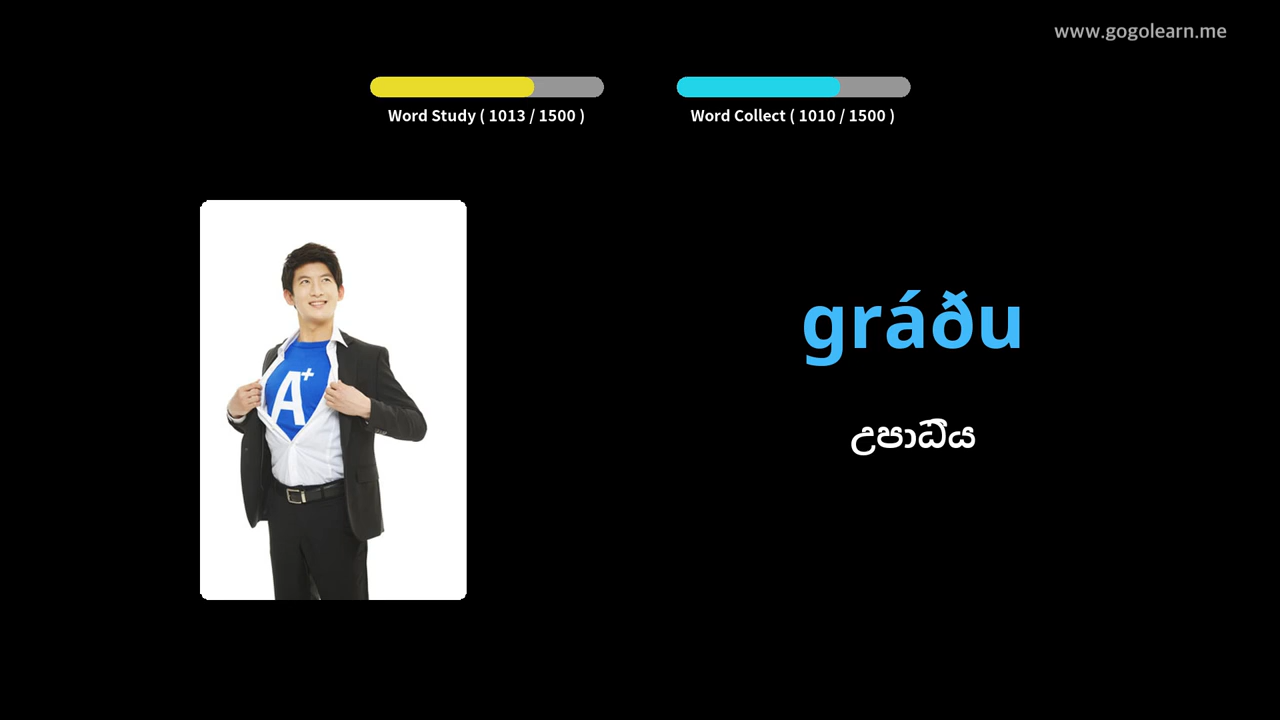 www.gogolearn.me
Word Study ( 1013 / 1500 )
Word Collect ( 1010 / 1500 )
A+
gráðu
උපාධිය